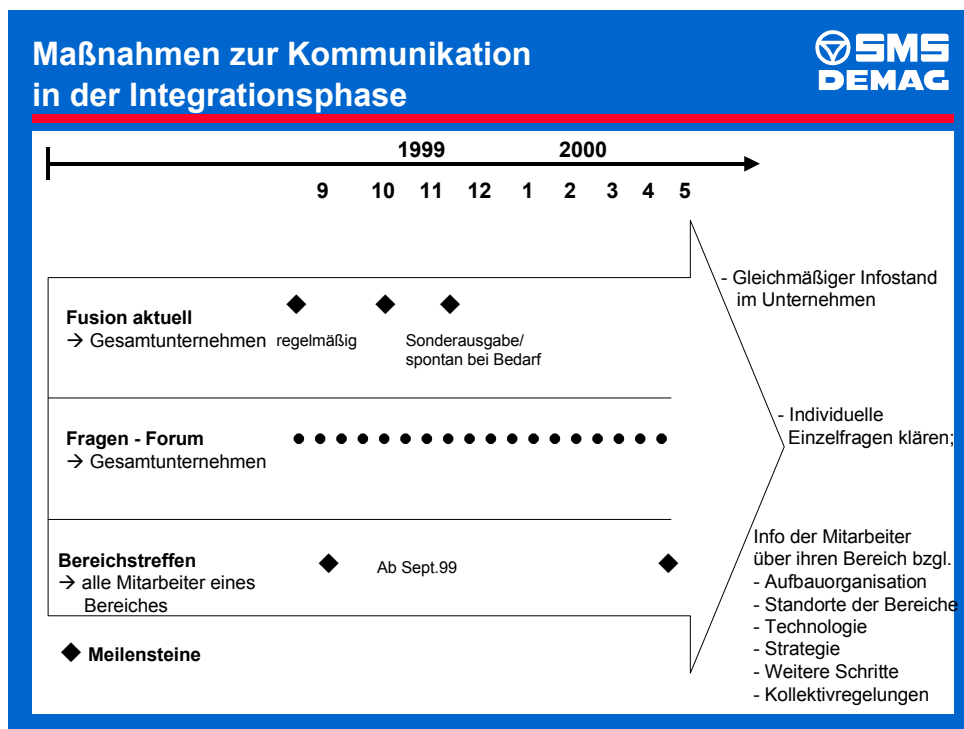 Maßnahmen zur Kommunikation
in der Integrationsphase
SMS
DEMAG
1999 2000
9 10 11 12 1 2 3 4 5
Fusion aktuell
→ Gesamtunternehmen
regelmäßig
Sonderausgabe/
spontan bei Bedarf
- Gleichmäßiger Infostand
im Unternehmen
Fragen - Forum
→ Gesamtunternehmen
- Individuelle
Einzelfragen klären;
Bereichstreffen
→ alle Mitarbeiter eines
Bereiches
Ab Sept.99
Info der Mitarbeiter
über ihren Bereich bzgl.
- Aufbauorganisation
- Standorte der Bereiche
- Technologie
- Strategie
- Weitere Schritte
- Kollektivregelungen
◆ Meilensteine